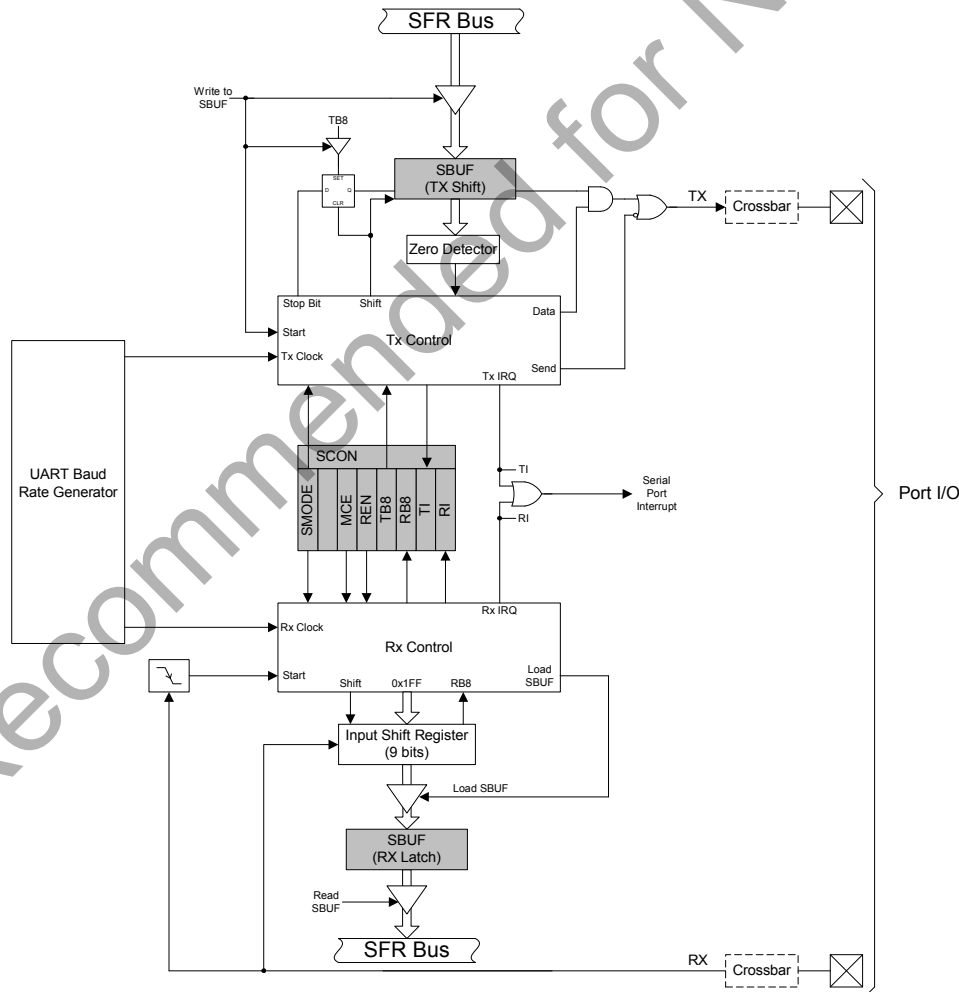 SFR Bus
Write to
SBUF
TB8
SET
D Q
CLR
SBUF
(TX Shift)
TX
Crossbar
Zero Detector
Stop Bit
Shift
Data
Start
Tx Control
Tx Clock
Send
Tx IRQ
UART Baud
Rate Generator
SCON
SMODE
MCE
REN
TB8
RB8
TI
RI
TI
Serial
Port
Interrupt
RI
Port I/O
Rx IRQ
Rx Clock
Rx Control
Start
Load
SBUF
Shift
0x1FF
RB8
Input Shift Register
(9 bits)
Load SBUF
SBUF
(RX Latch)
Read
SBUF
SFR Bus
RX
Crossbar
Recommended for N